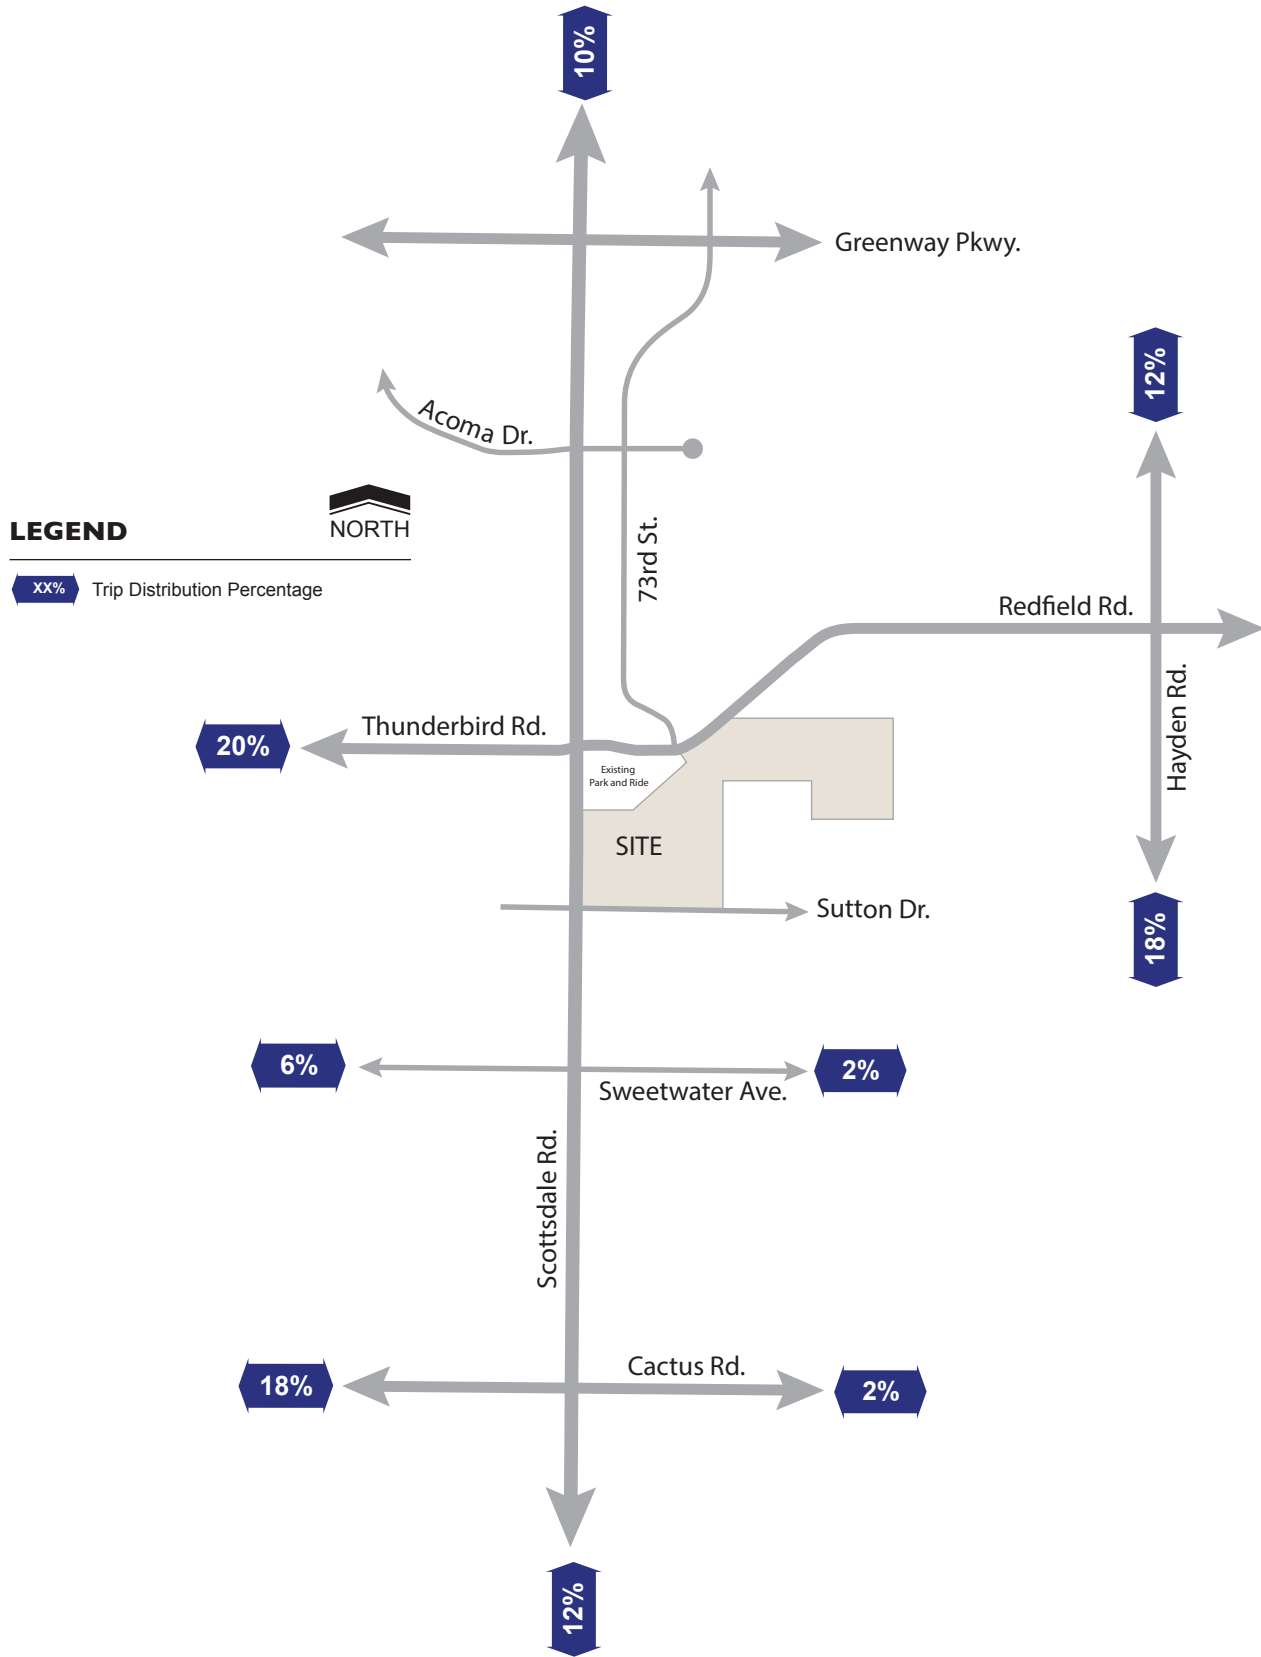 10%
Greenway Pkwy.
12%
Acoma Dr.
NORTH
LEGEND
XX% Trip Distribution Percentage
73rd St.
Redfield Rd.
Hayden Rd.
Thunderbird Rd.
20%
Existing
Park and Ride
SITE
Sutton Dr.
18%
6%
2%
Sweetwater Ave.
Scottsdale Rd.
Cactus Rd.
18%
2%
12%